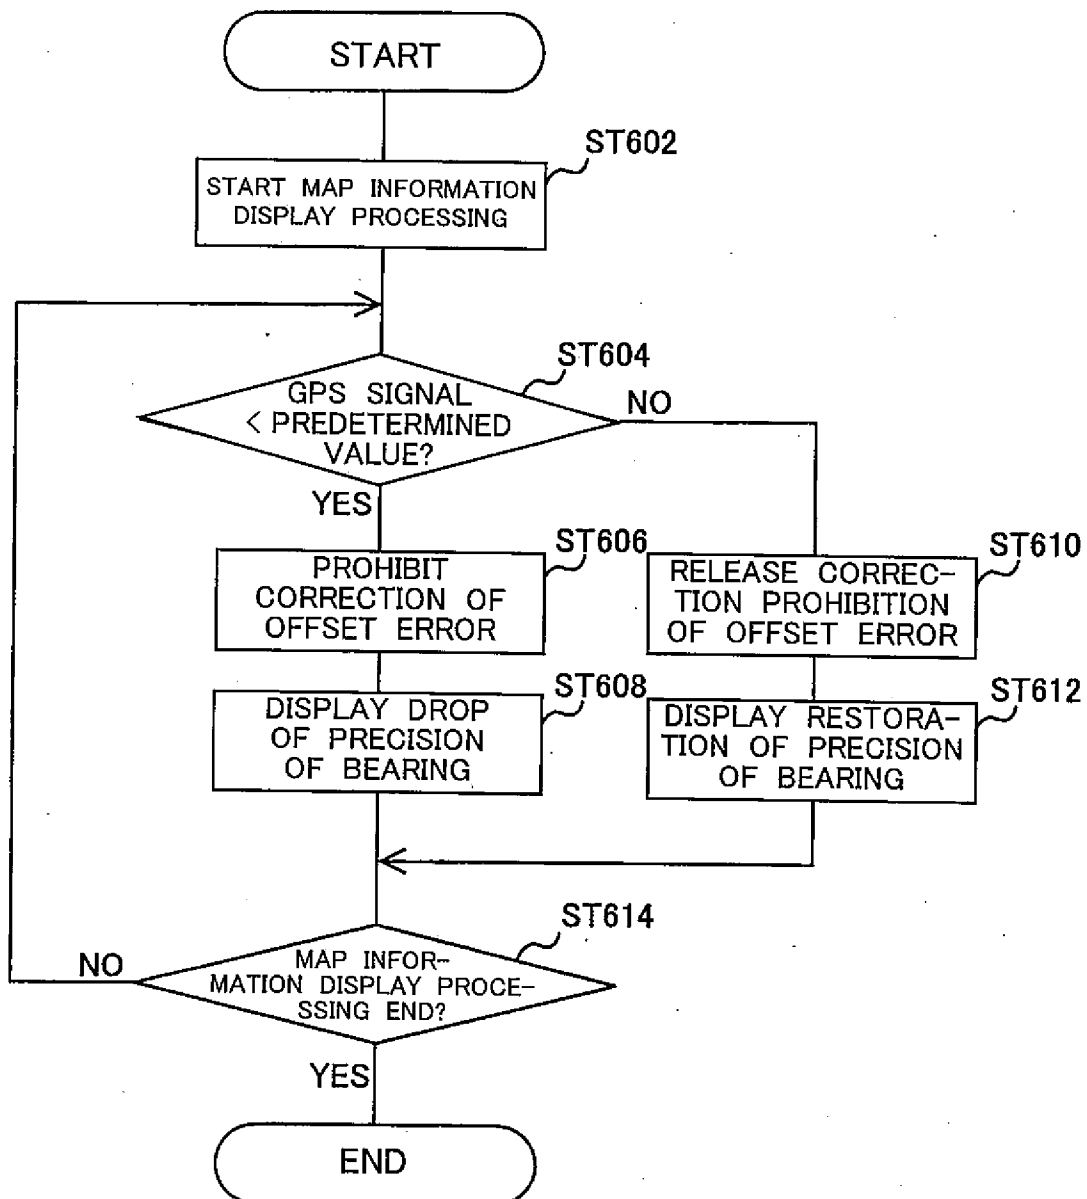 START
ST602
START MAP INFORMATION
DISPLAY PROCESSING
ST604
GPS SIGNAL
< PREDETERMINED
VALUE?
NO
YES
ST606
PROHIBIT
CORRECTION OF
OFFSET ERROR
ST610
RELEASE CORREC-
TION PROHIBITION
OF OFFSET ERROR
ST608
DISPLAY DROP
OF PRECISION
OF BEARING
ST612
DISPLAY RESTORA-
TION OF PRECISION
OF BEARING
ST614
MAP INFOR-
MATION DISPLAY PROCE-
SSING END?
NO
YES
END